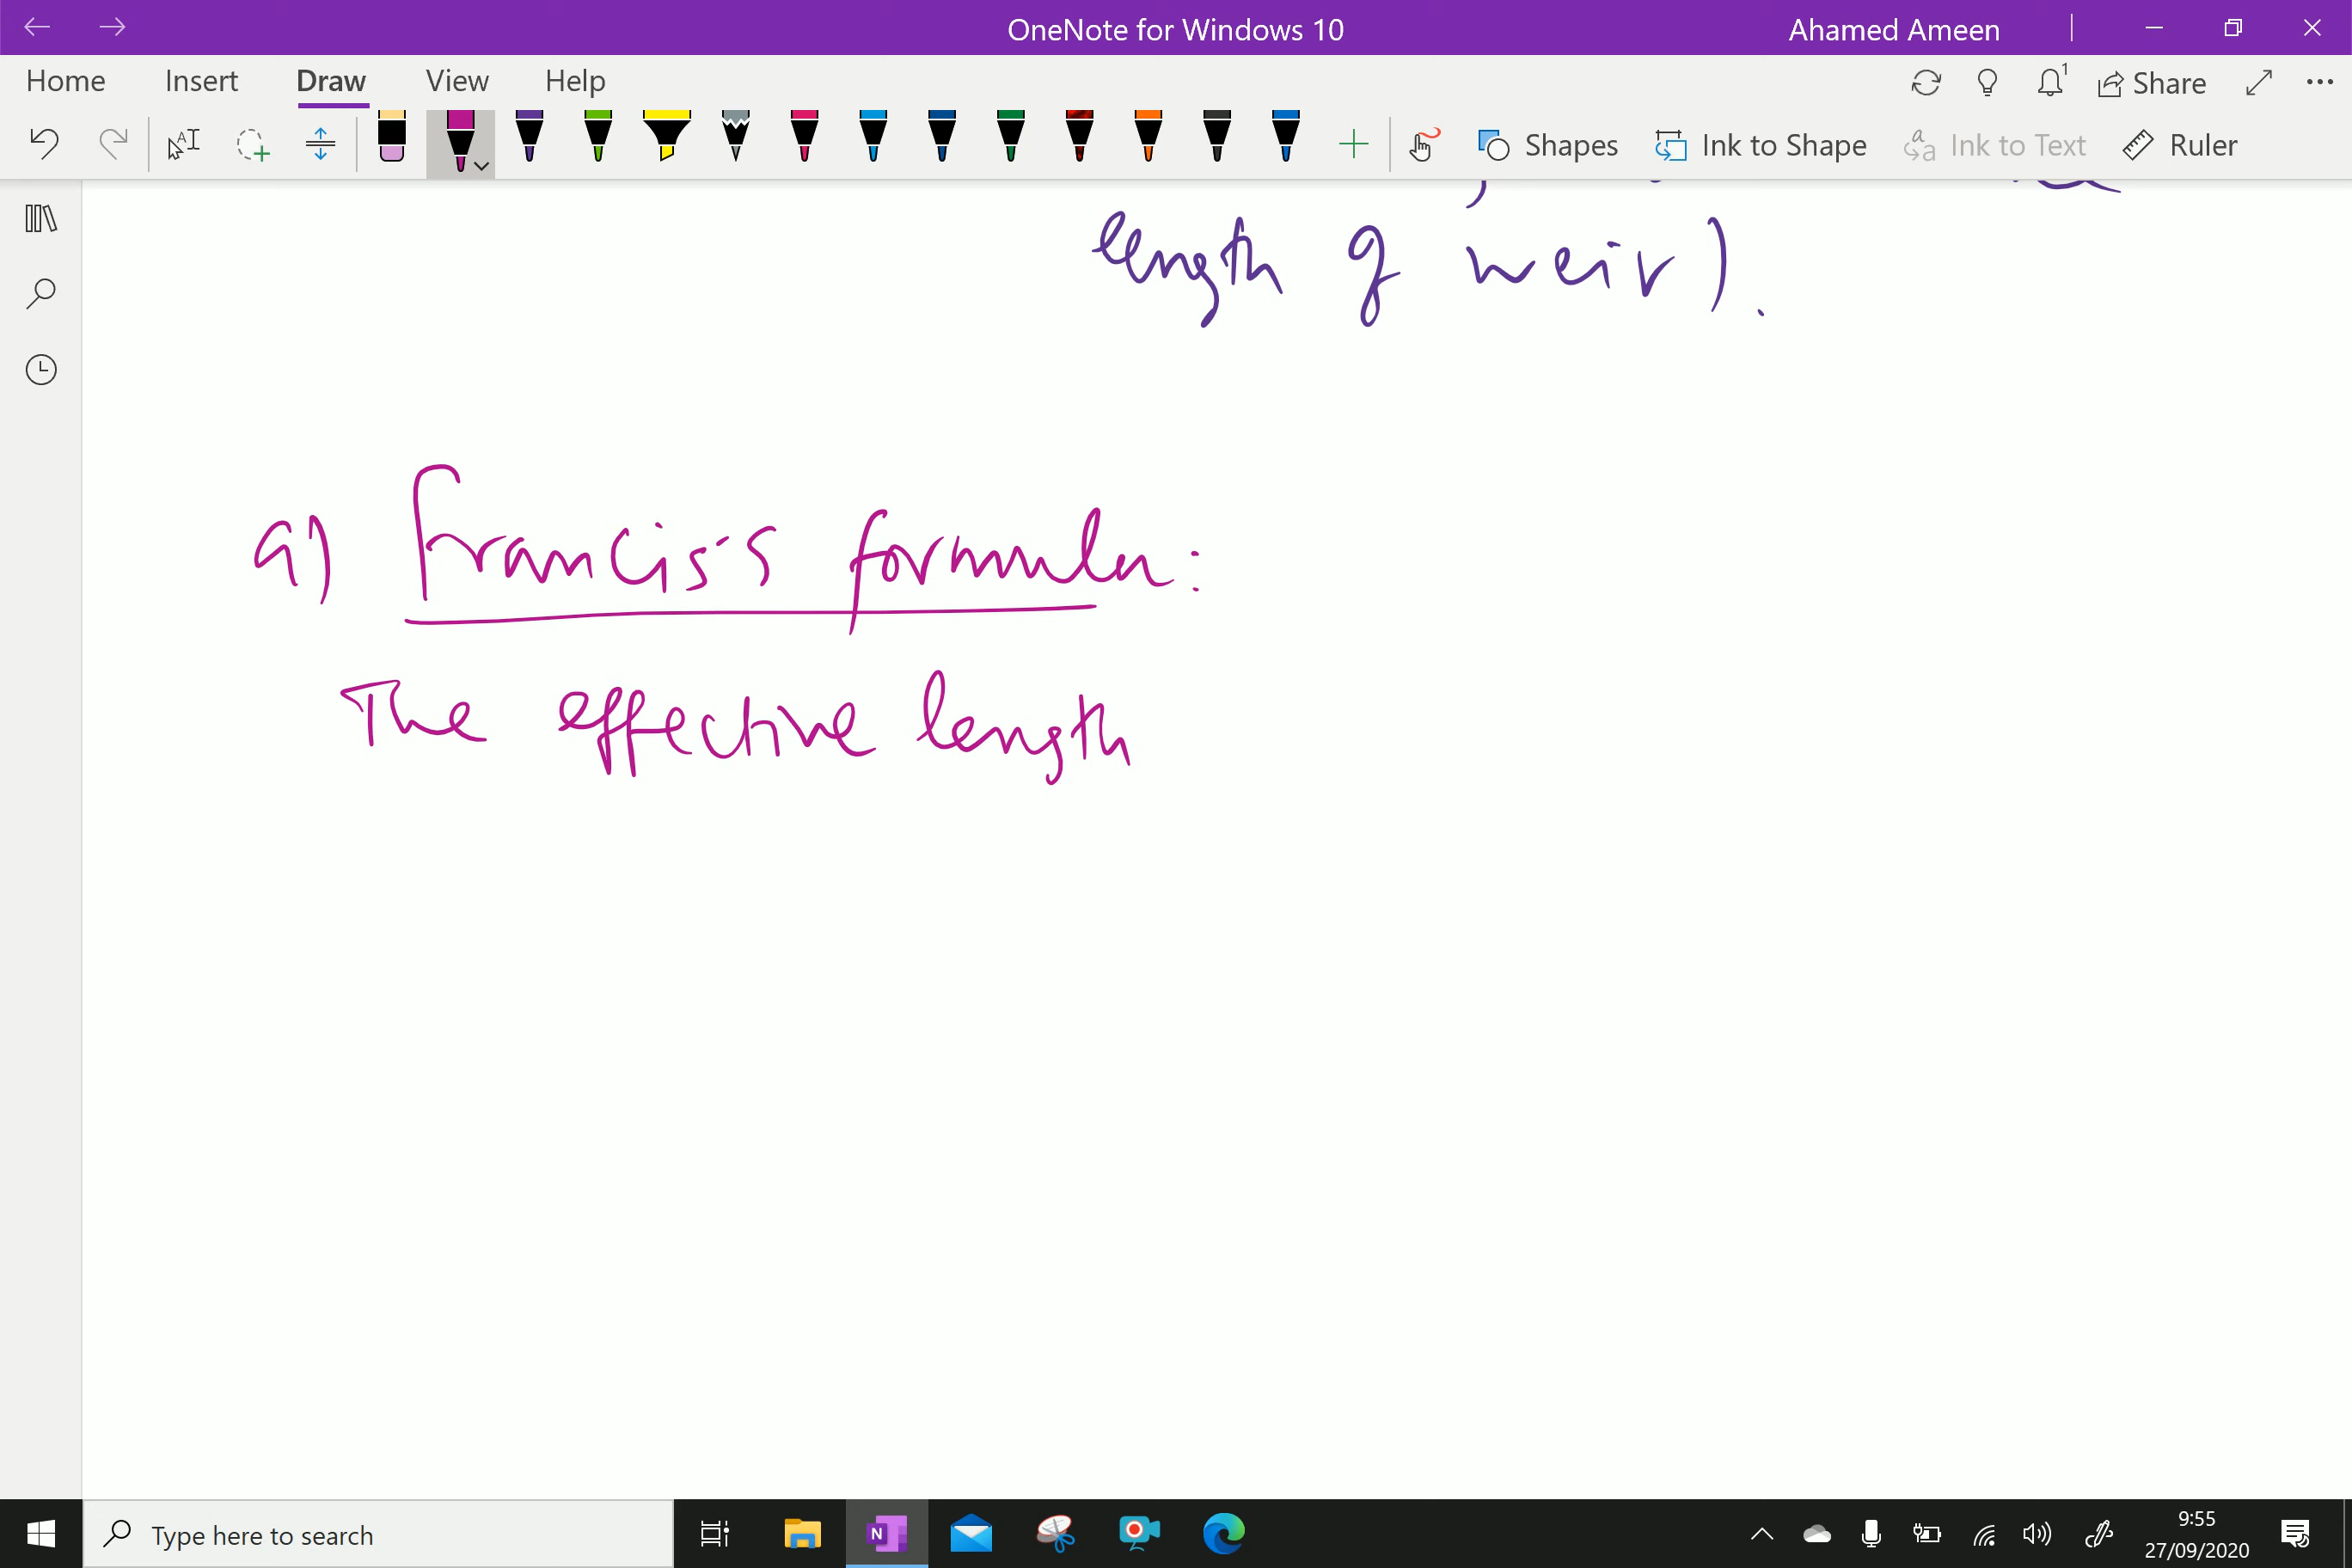 OneNote for Windows 10 Ahamed Ameen
Home Insert Draw View Help 1 Share
Shapes Ink to Shape Ink to Text Ruler
length of weir).
a) Francis's formula:
The effective length
Type here to search
9:55
27/09/2020